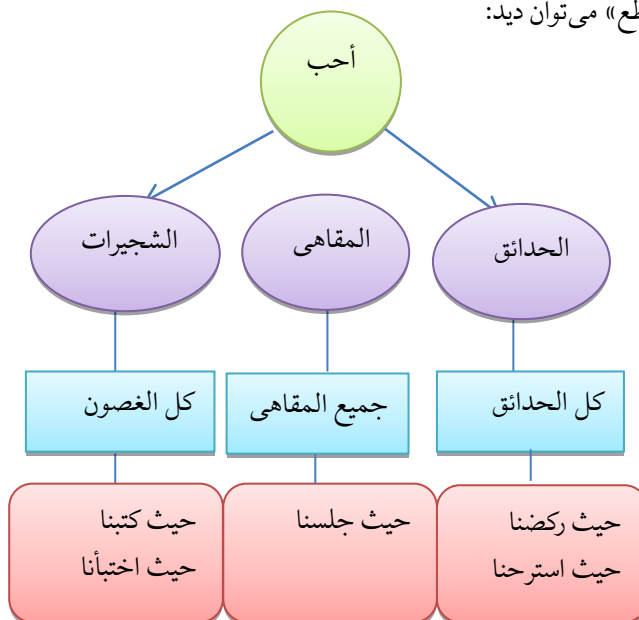 می‌توان دید:
أحب
الحدائق
المقاهى
الشجيرات
كل الحدائق
جميع المقاهى
كل الغصون
حيث ركضنا
حيث استرحنا
حيث جلسنا
حيث كتبنا
حيث اختبأنا